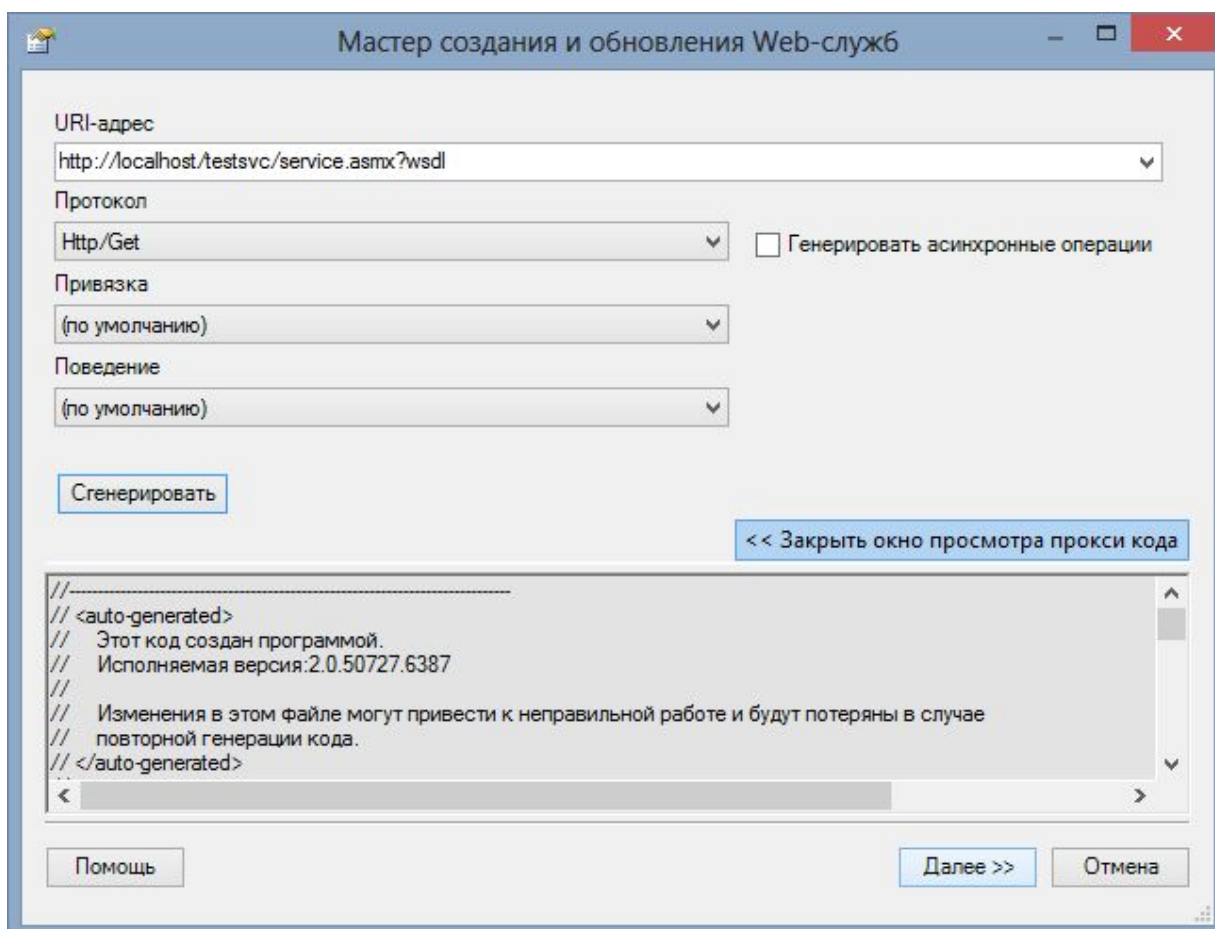 Мастер создания и обновления Web-служб
URI-адрес
http://localhost/testsvc/service.asmx?wsdl
Протокол
Http/Get
Генерировать асинхронные операции
Привязка
(по умолчанию)
Поведение
(по умолчанию)
Сгенерировать
<< Закрыть окно просмотра прокси кода
//------------------------------------------------------------------------------
// <auto-generated>
//     Этот код создан программой.
//     Исполняемая версия:2.0.50727.6387
//
//     Изменения в этом файле могут привести к неправильной работе и будут потеряны в случае
//     повторной генерации кода.
// </auto-generated>
Помощь
Далее >>
Отмена